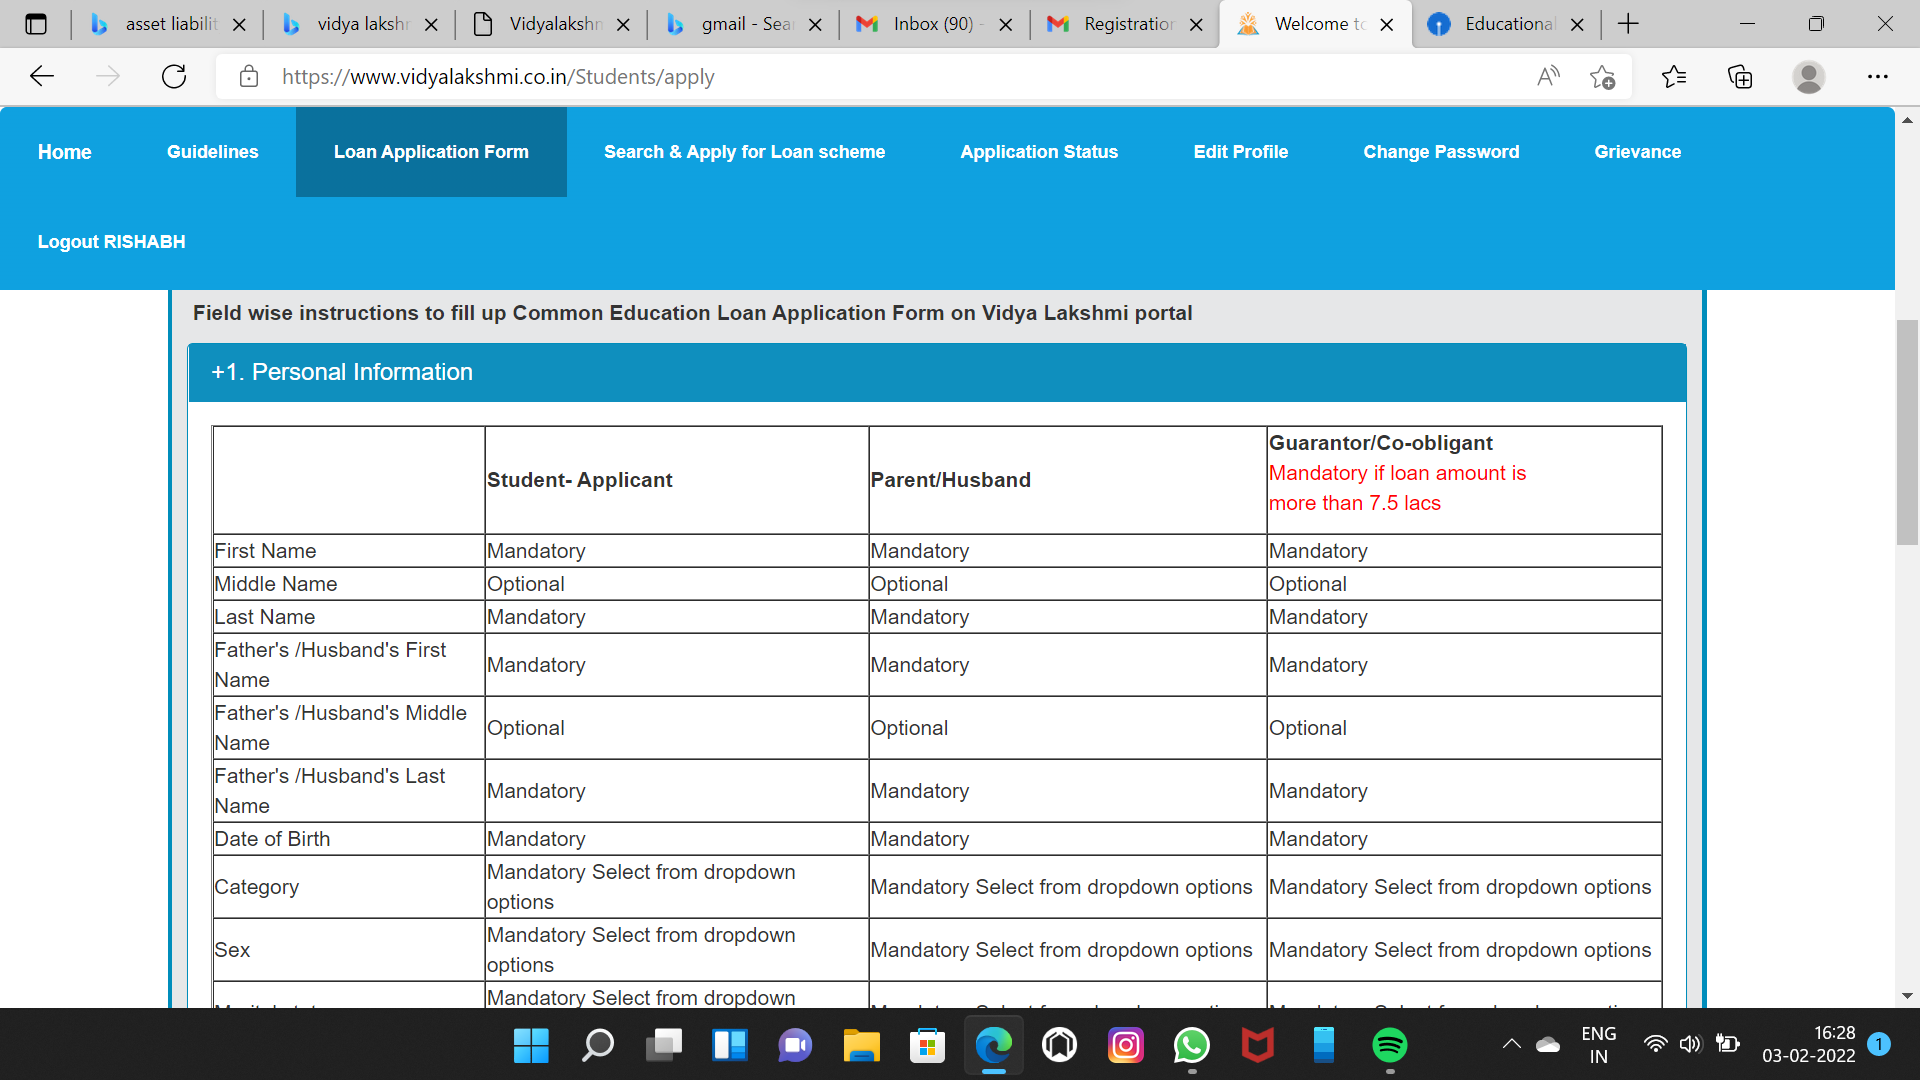 asset liabilit
vidya lakshr
Vidyalakshn
gmail - Sea
Inbox (90) -
Registration
Welcome to
Educational
https://www.vidyalakshmi.co.in/Students/apply
Home Guidelines Loan Application Form Search & Apply for Loan scheme Application Status Edit Profile Change Password Grievance
Logout RISHABH
Field wise instructions to fill up Common Education Loan Application Form on Vidya Lakshmi portal
+1. Personal Information
Student- Applicant
Parent/Husband
Guarantor/Co-obligant
Mandatory if loan amount is
more than 7.5 lacs
First Name Mandatory Mandatory Mandatory
Middle Name Optional Optional Optional
Last Name Mandatory Mandatory Mandatory
Father's /Husband's First
Name
Mandatory Mandatory Mandatory
Father's /Husband's Middle
Name
Optional Optional Optional
Father's /Husband's Last
Name
Mandatory Mandatory Mandatory
Date of Birth Mandatory Mandatory Mandatory
Category
Mandatory Select from dropdown
options
Mandatory Select from dropdown options
Mandatory Select from dropdown options
Sex
Mandatory Select from dropdown
options
Mandatory Select from dropdown options
Mandatory Select from dropdown options
Mandatory Select from dropdown
ENG
IN
16:28
03-02-2022
1